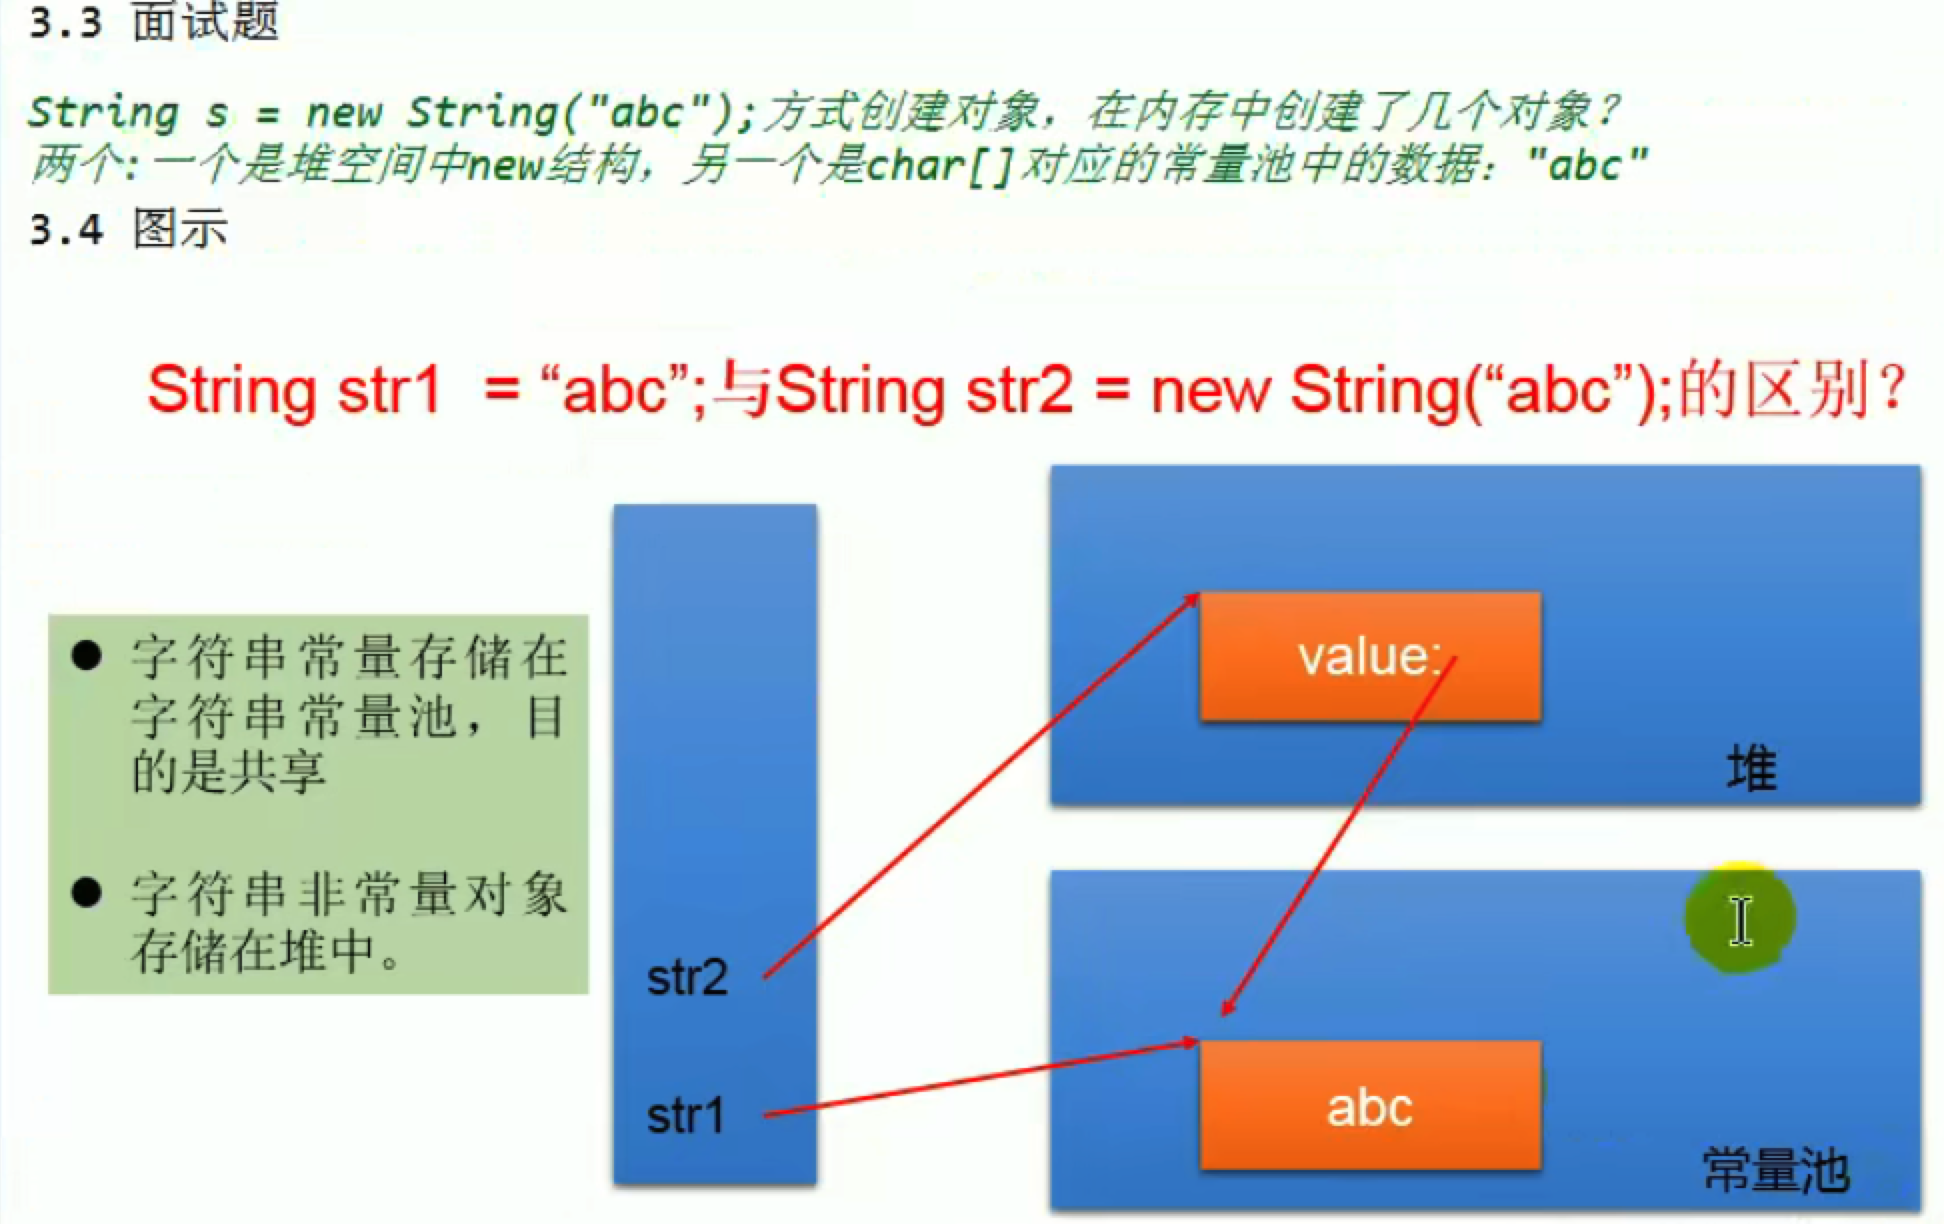 3.3 面试题
String s = new String("abc");方式创建对象，在内存中创建了几个对象？
两个:一个是堆空间中new结构，另一个是char[]对应的常量池中的数据："abc"
3.4 图示
String str1 = “abc”;与String str2 = new String(“abc”);的区别？
● 字符串常量存储在
字符串常量池，目
的是共享
● 字符串非常量对象
存储在堆中。
str2
str1
value:
堆
abc
常量池